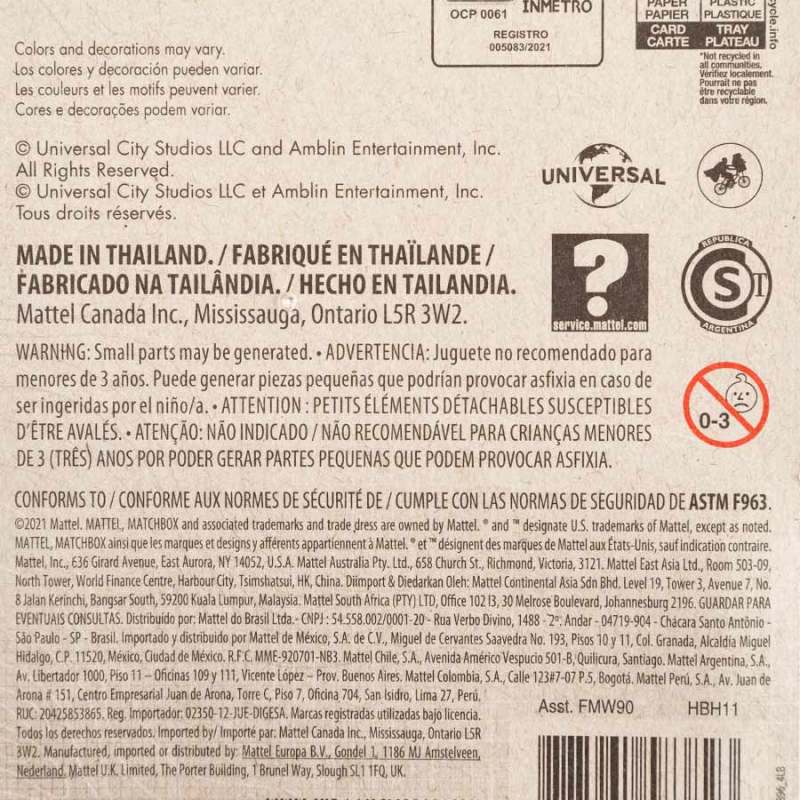 OCP 0061
INMETRO
REGISTRO
005083/2021
PAPER
PAPIER
CARD
CARTE
PLASTIC
PLASTIQUE
TRAY
PLATEAU
*Not recycled in
all communities.
Vérifiez localement.
Pourrait ne pas
être recyclable
dans votre région.
Colors and decorations may vary.
Los colores y decoración pueden variar.
Les couleurs et les motifs peuvent varier.
Cores e decorações podem variar.
© Universal City Studios LLC and Amblin Entertainment, Inc.
All Rights Reserved.
© Universal City Studios LLC et Amblin Entertainment, Inc.
Tous droits réservés.
UNIVERSAL
MADE IN THAILAND. / FABRIQUÉ EN THAÏLANDE /
FABRICADO NA TAILÂNDIA. / HECHO EN TAILANDIA.
Mattel Canada Inc., Mississauga, Ontario L5R 3W2.
?
service.mattel.com
REPUBLICA
S T
ARGENTINA
WARNING: Small parts may be generated. • ADVERTENCIA: Juguete no recomendado para
menores de 3 años. Puede generar piezas pequeñas que podrían provocar asfixia en caso de
ser ingeridas por el niño/a. • ATTENTION : PETITS ÉLÉMENTS DÉTACHABLES SUSCEPTIBLES
D'ÊTRE AVALÉS. • ATENÇÃO: NÃO INDICADO / NÃO RECOMENDÁVEL PARA CRIANÇAS MENORES
DE 3 (TRÊS) ANOS POR PODER GERAR PARTES PEQUENAS QUE PODEM PROVOCAR ASFIXIA.
0-3
CONFORMS TO / CONFORME AUX NORMES DE SÉCURITÉ DE / CUMPLE CON LAS NORMAS DE SEGURIDAD DE ASTM F963.
©2021 Mattel. MATTEL, MATCHBOX and associated trademarks and trade dress are owned by Mattel. ® and ™ designate U.S. trademarks of Mattel, except as noted.
MATTEL, MATCHBOX ainsi que les marques et designs y afférents appartiennent à Mattel. ® et ™ désignent des marques de Mattel aux États-Unis, sauf indication contraire.
Mattel, Inc., 636 Girard Avenue, East Aurora, NY 14052, U.S.A. Mattel Australia Pty. Ltd., 658 Church St., Richmond, Victoria, 3121. Mattel East Asia Ltd., Room 503-09,
North Tower, World Finance Centre, Harbour City, Tsimshatsui, HK, China. Diimport & Diedarkan Oleh: Mattel Continental Asia Sdn Bhd. Level 19, Tower 3, Avenue 7, No.
8 Jalan Kerinchi, Bangsar South, 59200 Kuala Lumpur, Malaysia. Mattel South Africa (PTY) LTD, Office 102 I3, 30 Melrose Boulevard, Johannesburg 2196. GUARDAR PARA
EVENTUAIS CONSULTAS. Distribuido por: Mattel do Brasil Ltda.- CNPJ : 54.558.002/0001-20 - Rua Verbo Divino, 1488 - 2º. Andar - 04719-904 - Chácara Santo Antônio -
São Paulo - SP - Brasil. Importado y distribuido por Mattel de México, S.A. de C.V., Miguel de Cervantes Saavedra No. 193, Pisos 10 y 11, Col. Granada, Alcaldía Miguel
Hidalgo, C.P. 11520, México, Ciudad de México. R.F.C. MME-920701-NB3. Mattel Chile, S.A., Avenida Américo Vespucio 501-B, Quilicura, Santiago. Mattel Argentina, S.A.,
Av. Libertador 1000, Piso 11 – Oficinas 109 y 111, Vicente López – Prov. Buenos Aires. Mattel Colombia, S.A., Calle 123#7-07 P.5, Bogotá. Mattel Perú, S.A., Av. Juan de
Arona # 151, Centro Empresarial Juan de Arona, Torre C, Piso 7, Oficina 704, San Isidro, Lima 27, Perú.
RUC: 20425853865. Reg. Importador: 02350-12-JUE-DIGESA. Marcas registradas utilizadas bajo licencia.
Todos los derechos reservados. Imported by/ Importé par: Mattel Canada Inc., Mississauga, Ontario L5R
3W2. Manufactured, imported or distributed by: Mattel Europa B.V., Gondel 1, 1186 MJ Amstelveen,
Nederland. Mattel U.K. Limited, The Porter Building, 1 Brunel Way, Slough SL1 1FQ, UK.
Asst. FMW90 HBH11